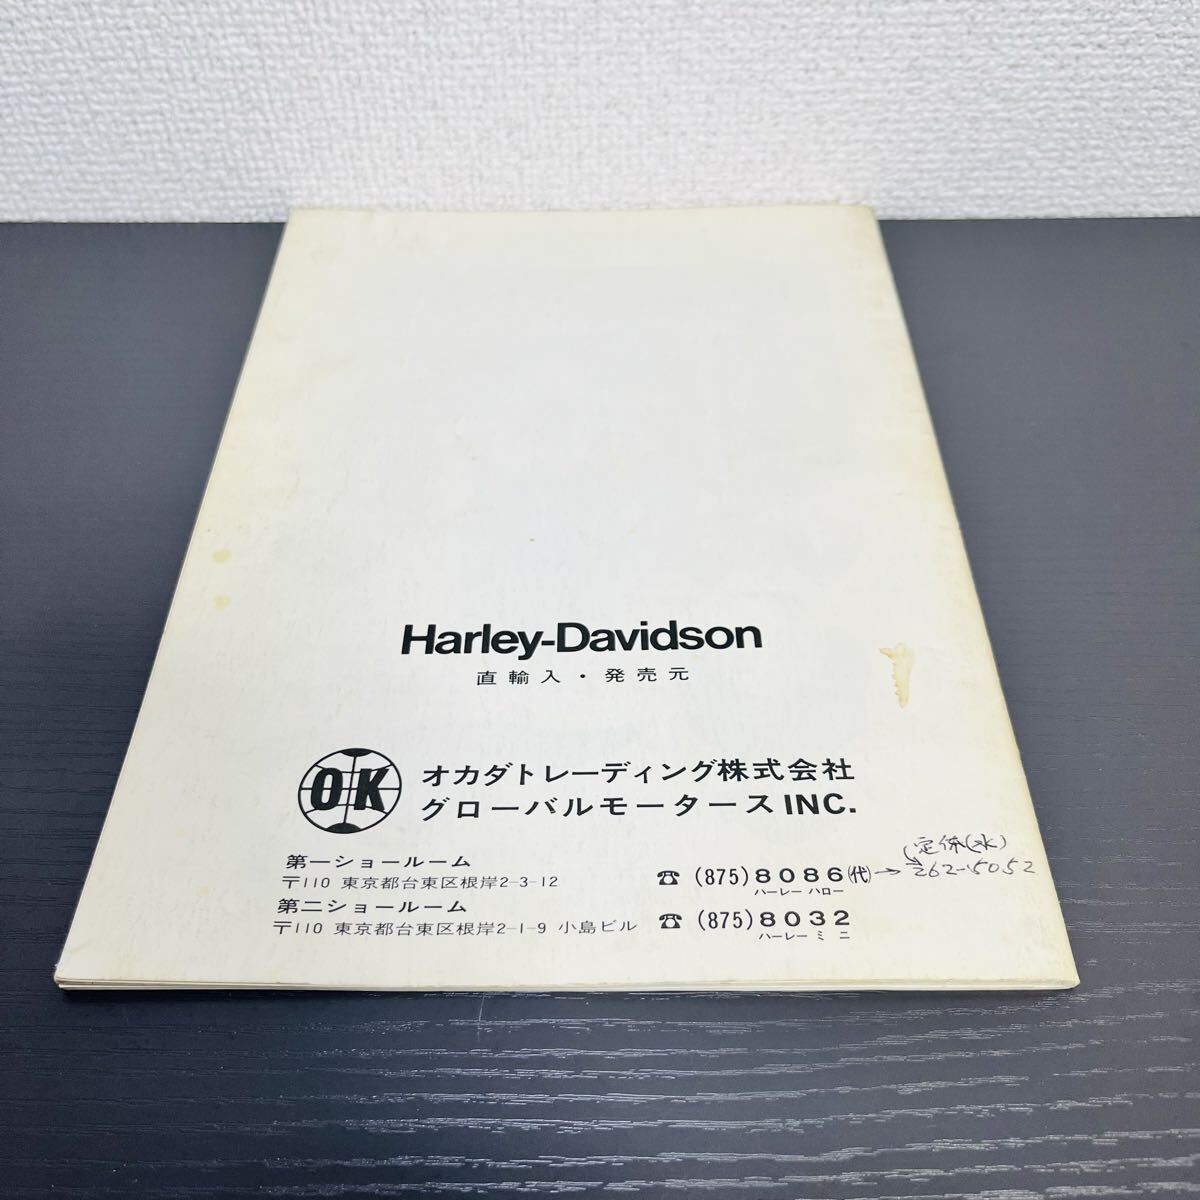 Harley-Davidson
直輸入・発売元
OK
オカダトレーディング株式会社
グローバルモータース INC.
第一ショールーム
〒110 東京都台東区根岸2-3-12
☎ (875) 8086 (代) → 262-5052
定休(水)
ハーレー ハロー
第二ショールーム
〒110 東京都台東区根岸2-1-9 小島ビル
☎ (875) 8032
ハーレー ミニ